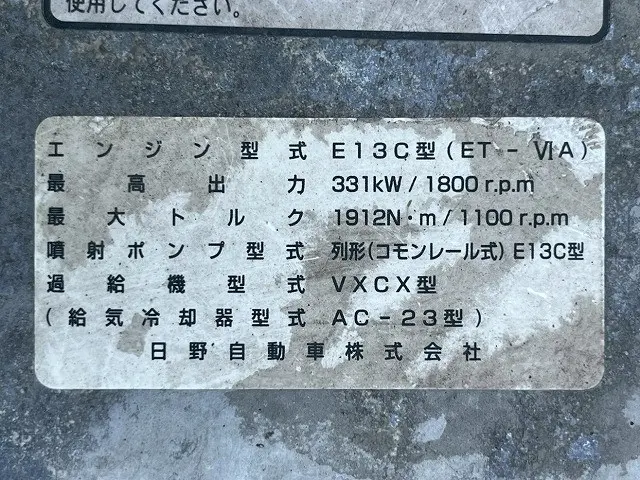 使用してください。
エンジン型式 E13C型(ET-ⅥA)
最高出力 331kW/1800r.p.m
最大トルク 1912N・m/1100r.p.m
噴射ポンプ型式 列形(コモンレール式)E13C型
過給機型式 VXCX型
(給気冷却器型式 AC-23型)
日野自動車株式会社